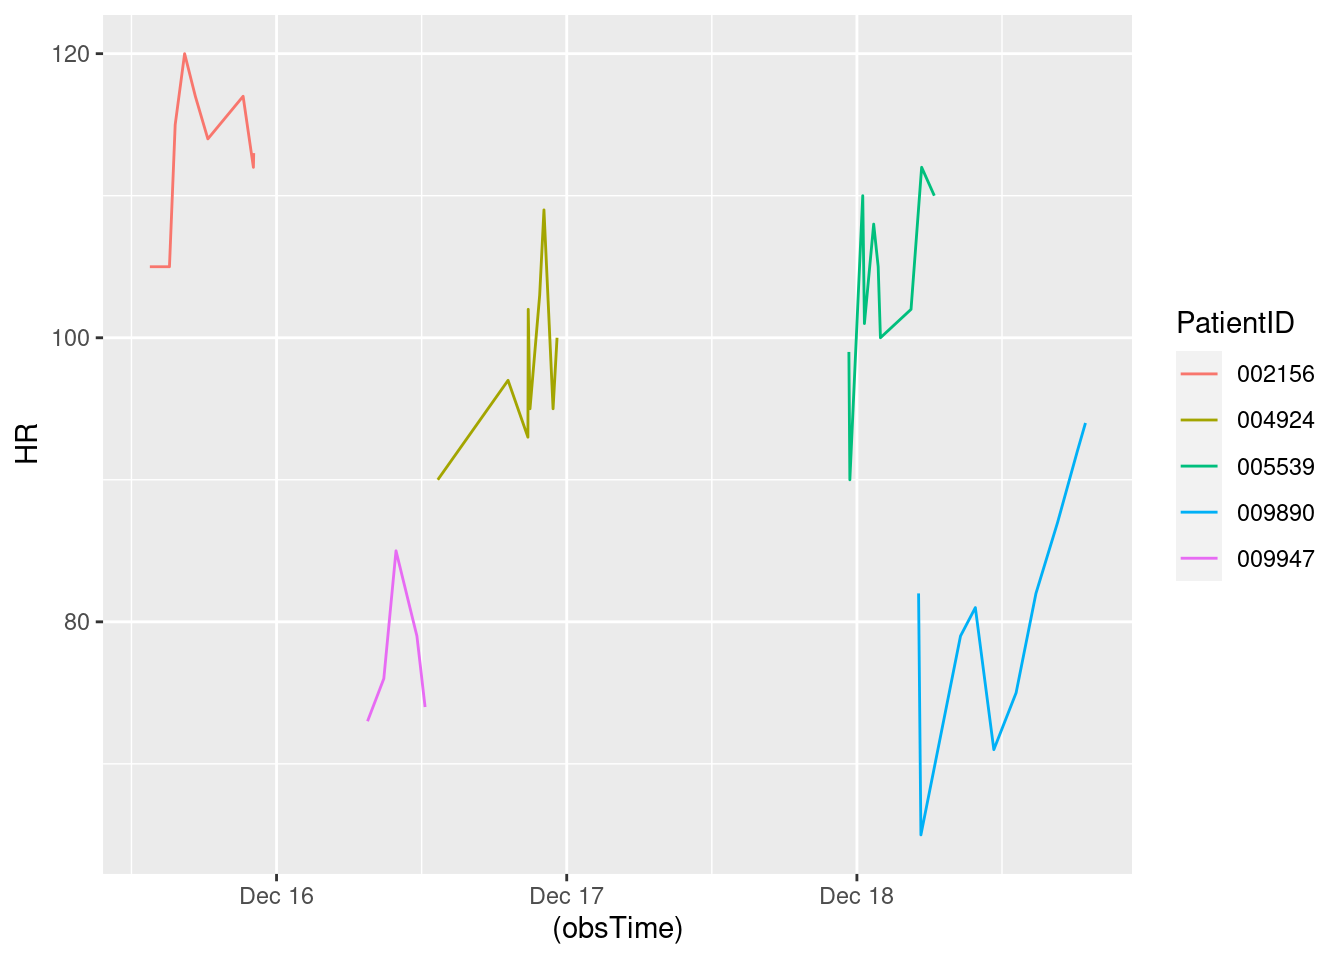 120
100
80
HR
Dec 16
Dec 17
Dec 18
(obsTime)
PatientID
002156
004924
005539
009890
009947